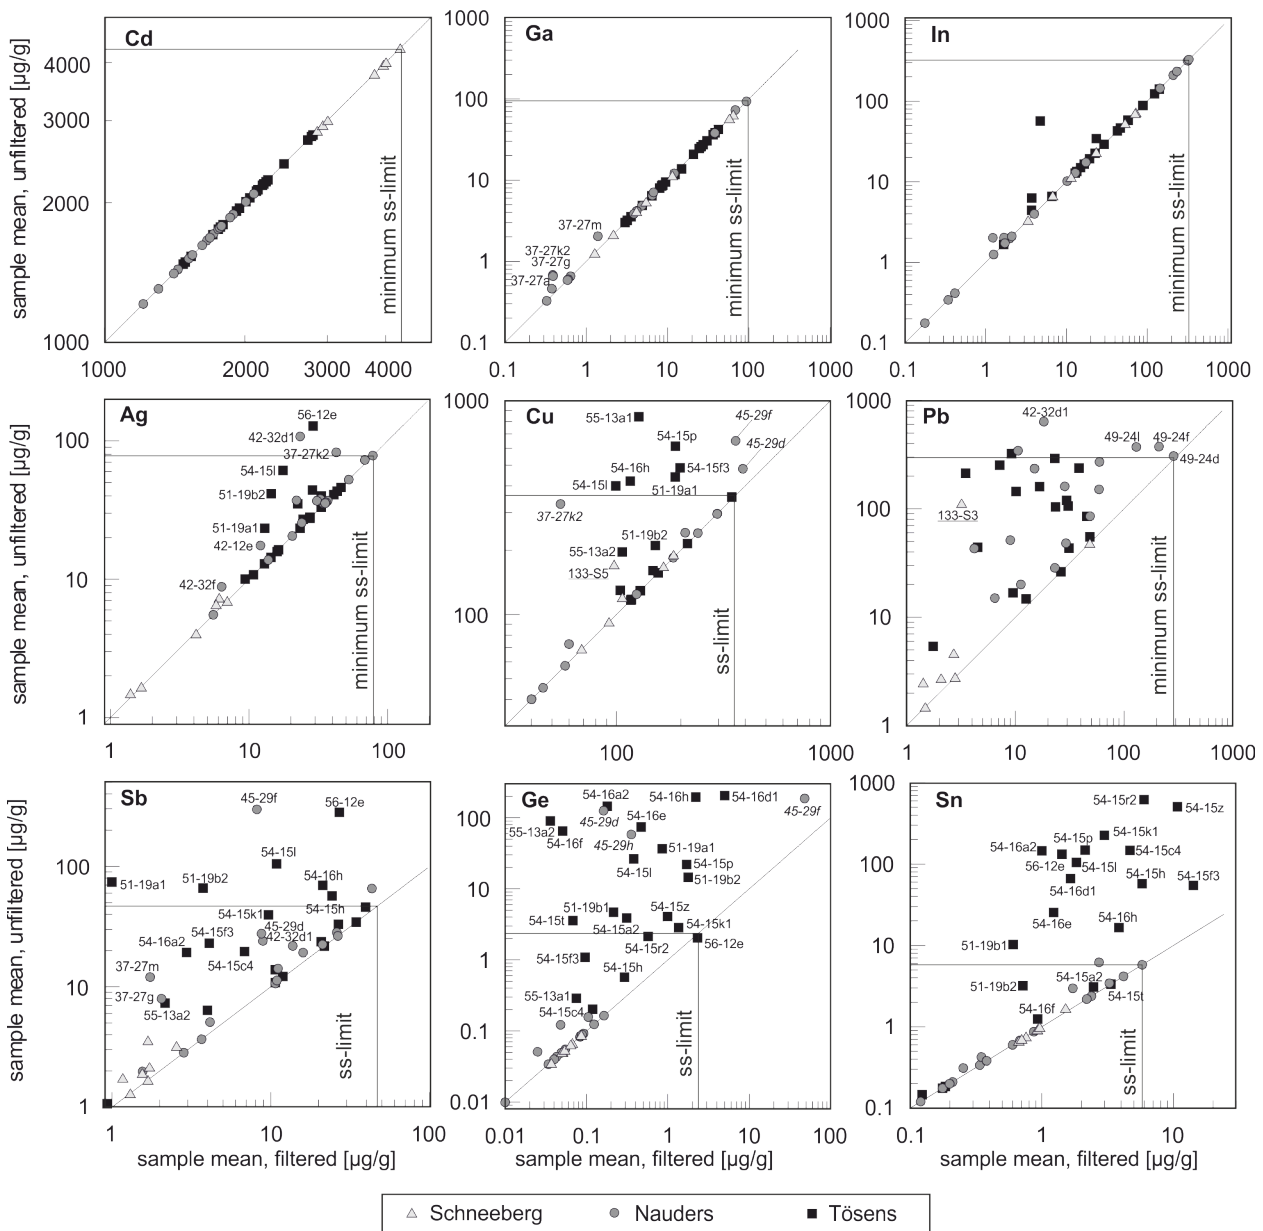 Cd
4000
3000
2000
1000
1000
2000
3000
4000
minimum ss-limit
sample mean, unfiltered [µg/g]
Ga
1000
100
10
1
0.1
0.1
1
10
100
1000
37-27m
37-27k2
37-27g
37-27a
minimum ss-limit
In
1000
100
10
1
0.1
0.1
1
10
100
1000
minimum ss-limit
Ag
100
10
1
1
10
100
56-12e
42-32d1
37-27k2
54-15l
51-19b2
51-19a1
42-12e
42-32f
minimum ss-limit
sample mean, unfiltered [µg/g]
Cu
1000
100
100
1000
55-13a1
45-29f
54-15p
45-29d
54-16h
54-15f3
54-15l
51-19a1
37-27k2
51-19b2
55-13a2
133-S5
ss-limit
Pb
1000
100
10
1
1
10
100
1000
42-32d1
49-24l
49-24f
49-24d
133-S3
minimum ss-limit
Sb
100
10
1
1
10
100
45-29f
56-12e
54-15l
51-19a1
51-19b2
54-16h
54-15k1
54-15h
54-15f3
45-29d
54-16a2
42-32d1
54-15c4
37-27m
37-27g
55-13a2
ss-limit
sample mean, unfiltered [µg/g]
sample mean, filtered [µg/g]
Ge
100
10
1
0.1
0.01
0.01
0.1
1
10
100
54-16a2
54-16h
54-16d1
45-29d
54-16e
45-29f
55-13a2
54-16f
45-29h
51-19a1
54-15l
54-15p
51-19b2
51-19b1
54-15z
54-15t
54-15a2
54-15k1
54-15r2
56-12e
54-15f3
54-15h
55-13a1
54-15c4
ss-limit
sample mean, filtered [µg/g]
Sn
1000
100
10
1
0.1
0.1
1
10
54-15r2
54-15z
54-15k1
54-15p
54-16a2
54-15c4
56-12e
54-15l
54-15h
54-15f3
54-16d1
54-16e
54-16h
51-19b1
54-15a2
51-19b2
54-15t
54-16f
ss-limit
sample mean, filtered [µg/g]
Schneeberg
Nauders
Tösens